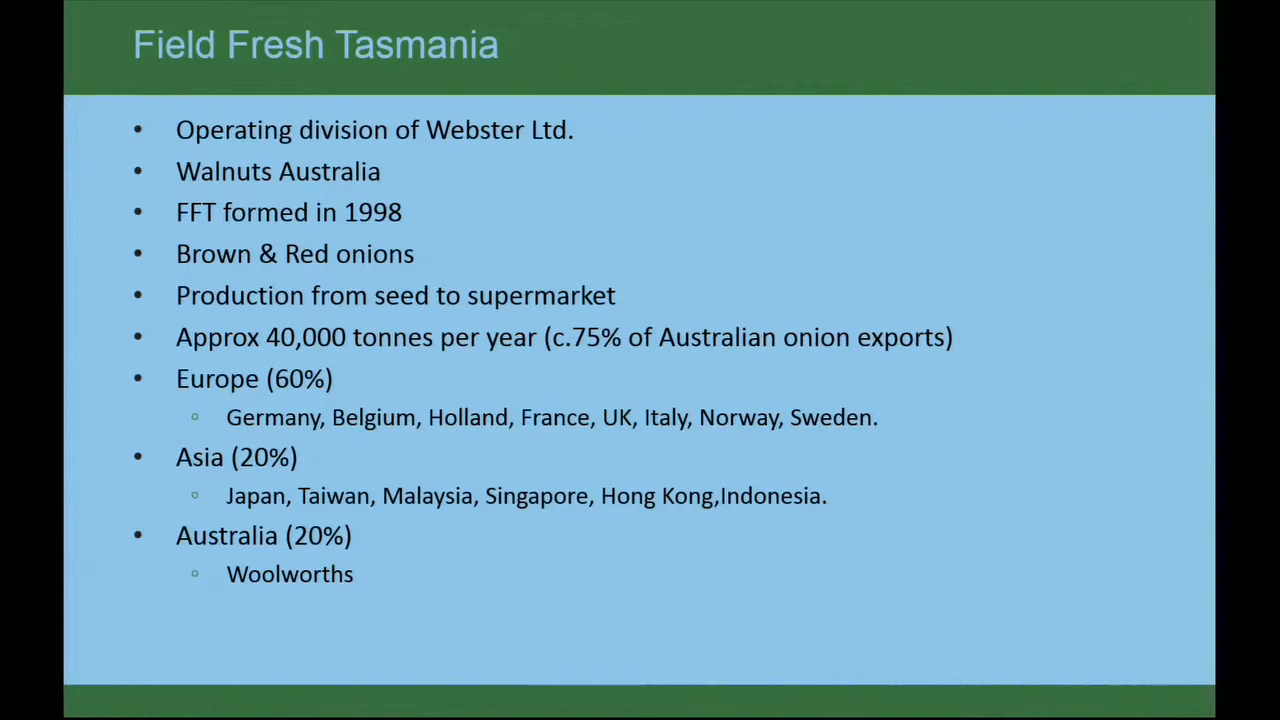 Field Fresh Tasmania
• Operating division of Webster Ltd.
• Walnuts Australia
• FFT formed in 1998
• Brown & Red onions
• Production from seed to supermarket
• Approx 40,000 tonnes per year (c.75% of Australian onion exports)
• Europe (60%)
◦ Germany, Belgium, Holland, France, UK, Italy, Norway, Sweden.
• Asia (20%)
◦ Japan, Taiwan, Malaysia, Singapore, Hong Kong,Indonesia.
• Australia (20%)
◦ Woolworths